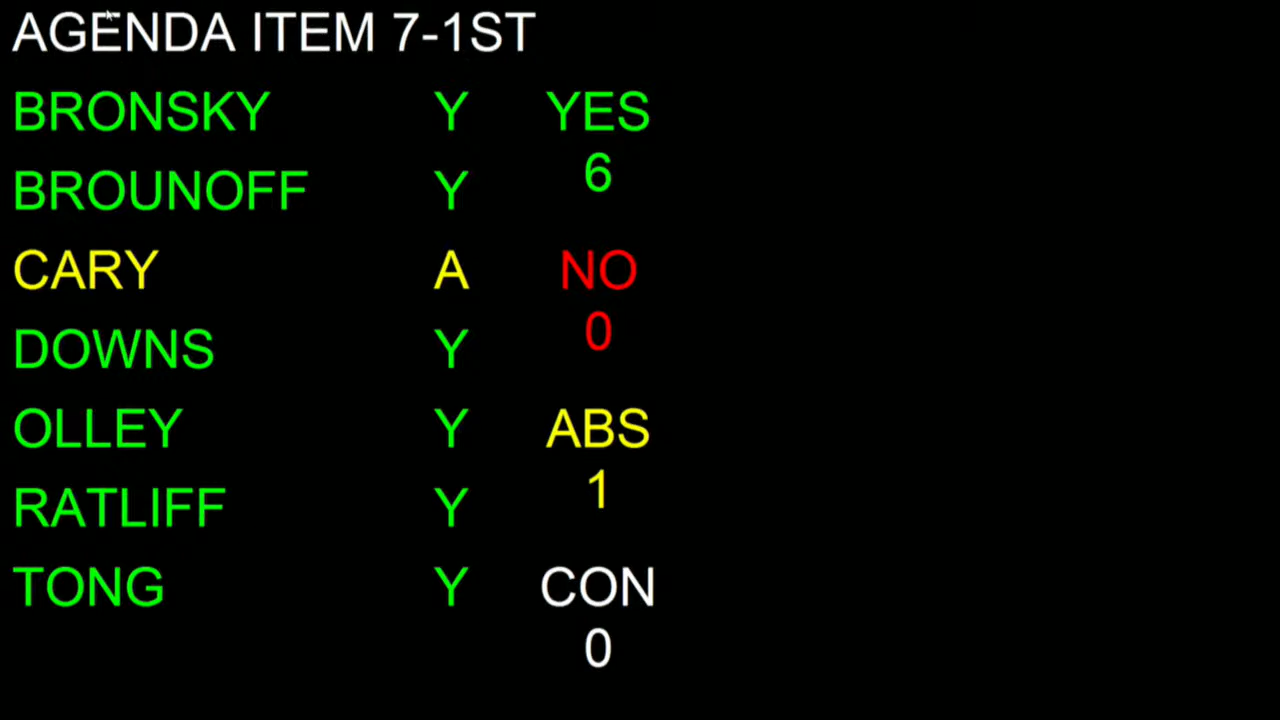 AGENDA ITEM 7-1ST
BRONSKY Y YES
6
BROUNOFF Y
CARY A NO
0
DOWNS Y
OLLEY Y ABS
1
RATLIFF Y
TONG Y CON
0